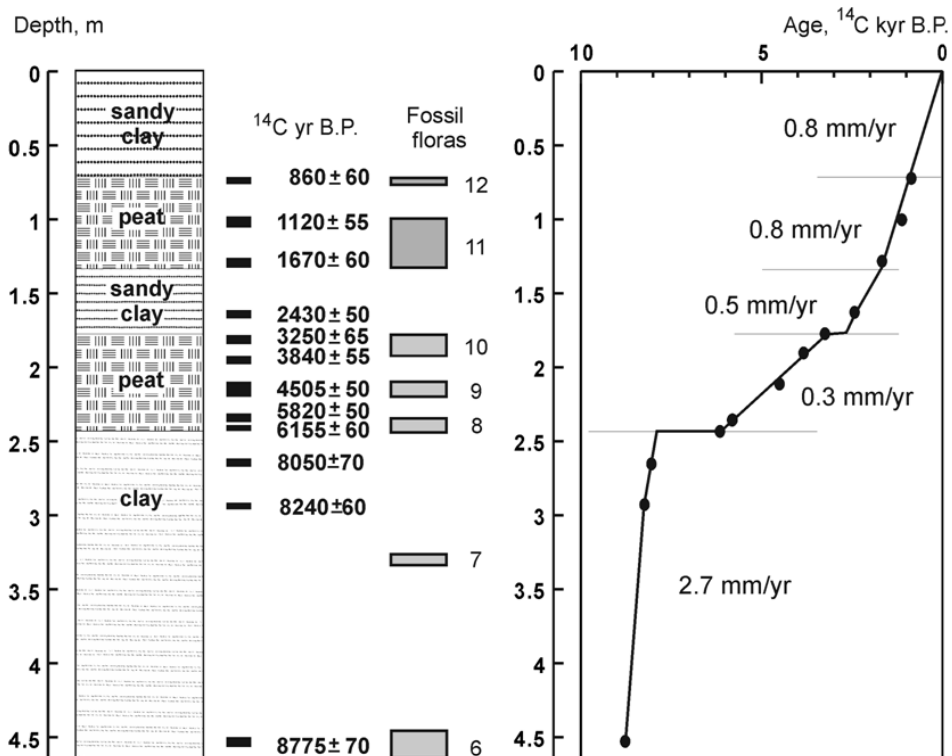 Depth, m
0
0.5
1
1.5
2
2.5
3
3.5
4
4.5
sandy
clay
peat
sandy
clay
peat
clay
¹⁴C yr B.P.
860 ± 60
1120 ± 55
1670 ± 60
2430 ± 50
3250 ± 65
3840 ± 55
4505 ± 50
5820 ± 50
6155 ± 60
8050 ± 70
8240 ± 60
8775 ± 70
Fossil
floras
12
11
10
9
8
7
6
Age, ¹⁴C kyr B.P.
10 5 0
0
0.5
1
1.5
2
2.5
3
3.5
4
4.5
0.8 mm/yr
0.8 mm/yr
0.5 mm/yr
0.3 mm/yr
2.7 mm/yr